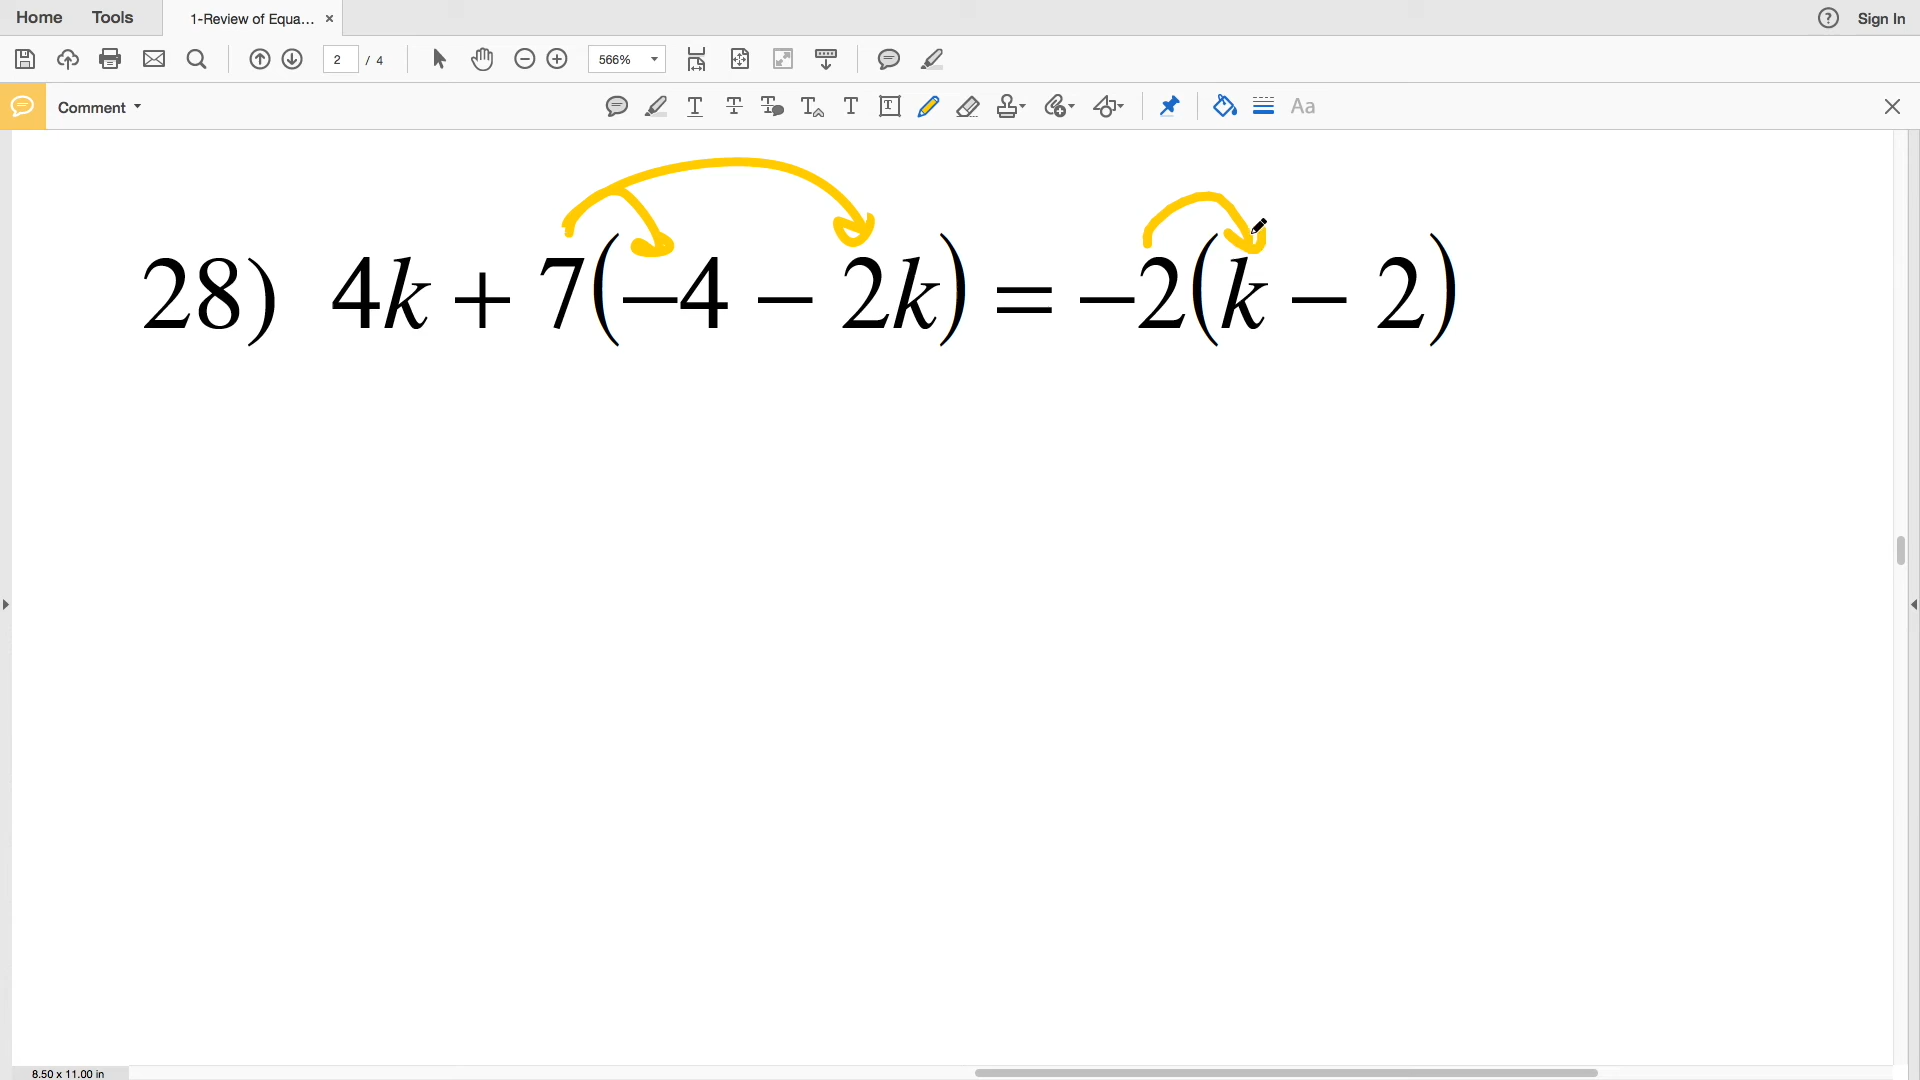 Home Tools 1-Review of Equa... × ? Sign In
2 / 4 566%
Comment T T T T T T Aa
28) 4k + 7(−4 − 2k) = −2(k − 2)
8.50 x 11.00 in